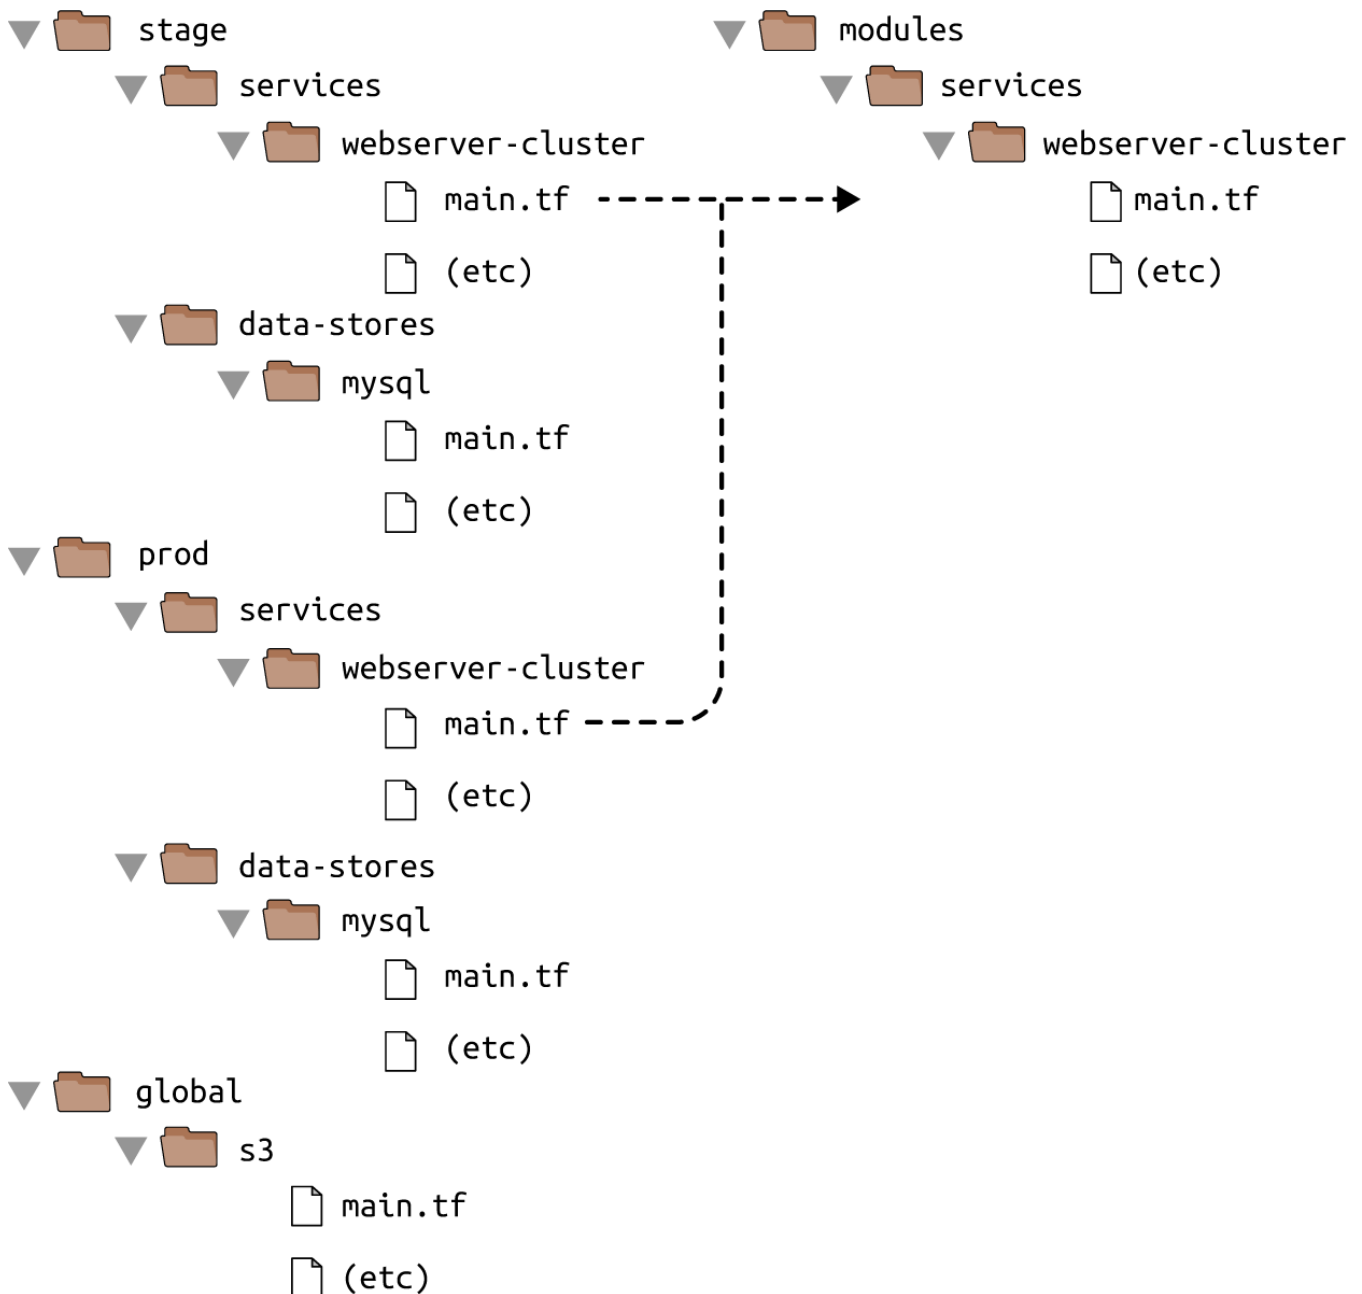 stage
services
webserver-cluster
main.tf
(etc)
data-stores
mysql
main.tf
(etc)
prod
services
webserver-cluster
main.tf
(etc)
data-stores
mysql
main.tf
(etc)
global
s3
main.tf
(etc)
modules
services
webserver-cluster
main.tf
(etc)